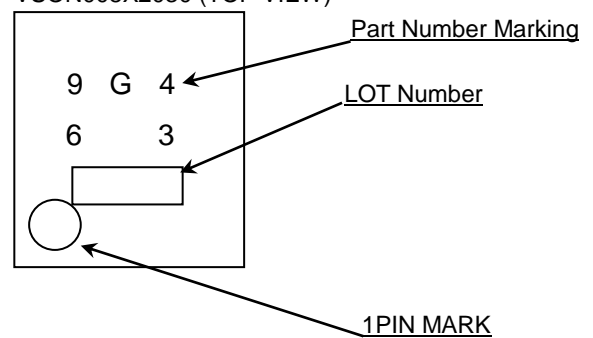 Part Number Marking
9 G 4
LOT Number
6 3
1PIN MARK